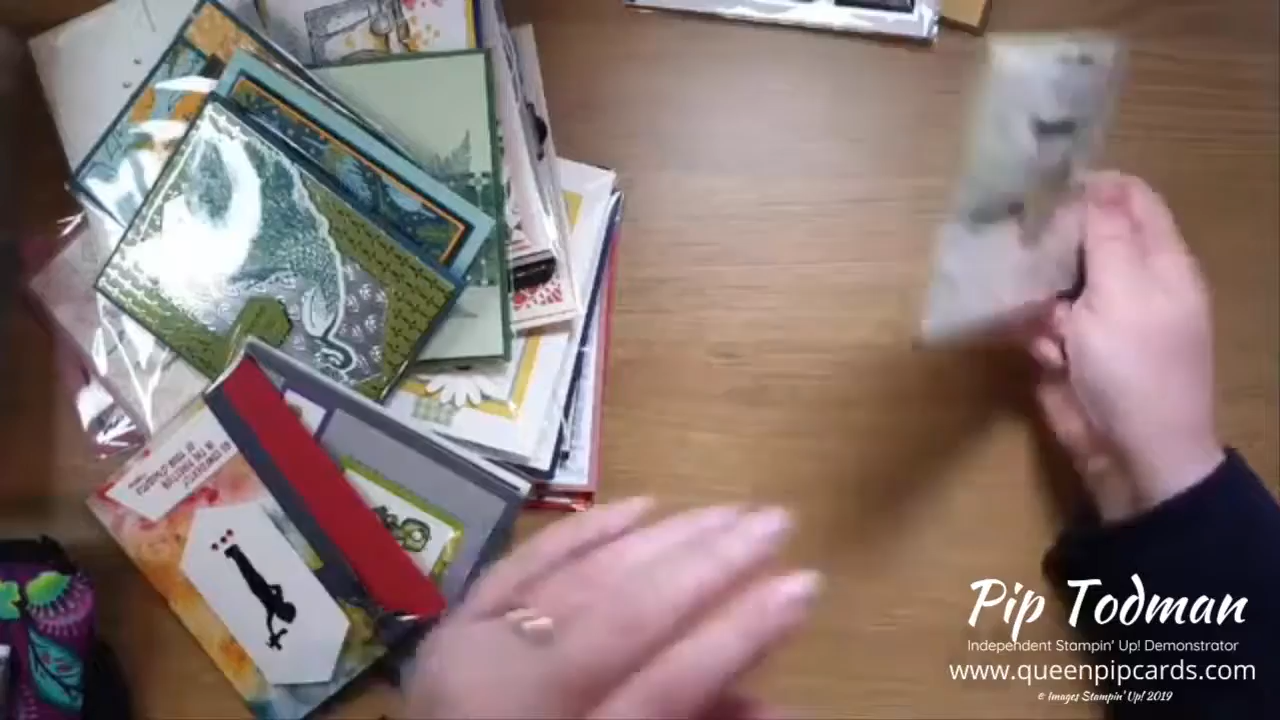 Pip Todman
Independent Stampin' Up! Demonstrator
www.queenpipcards.com
© Images Stampin' Up! 2019